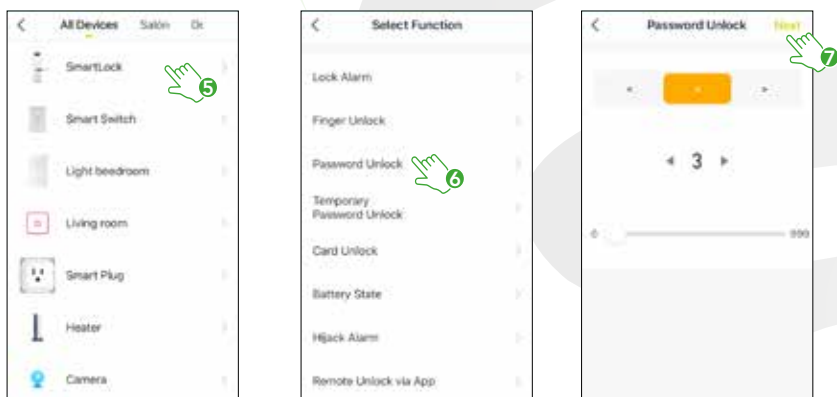 All Devices Salón Dc
SmartLock
5
Smart Switch
Light beedroom
Living room
Smart Plug
Heater
Camera
Select Function
Lock Alarm
Finger Unlock
Password Unlock
6
Temporary
Password Unlock
Card Unlock
Battery State
Hijack Alarm
Remote Unlock via App
Password Unlock Next
7
3
0 999